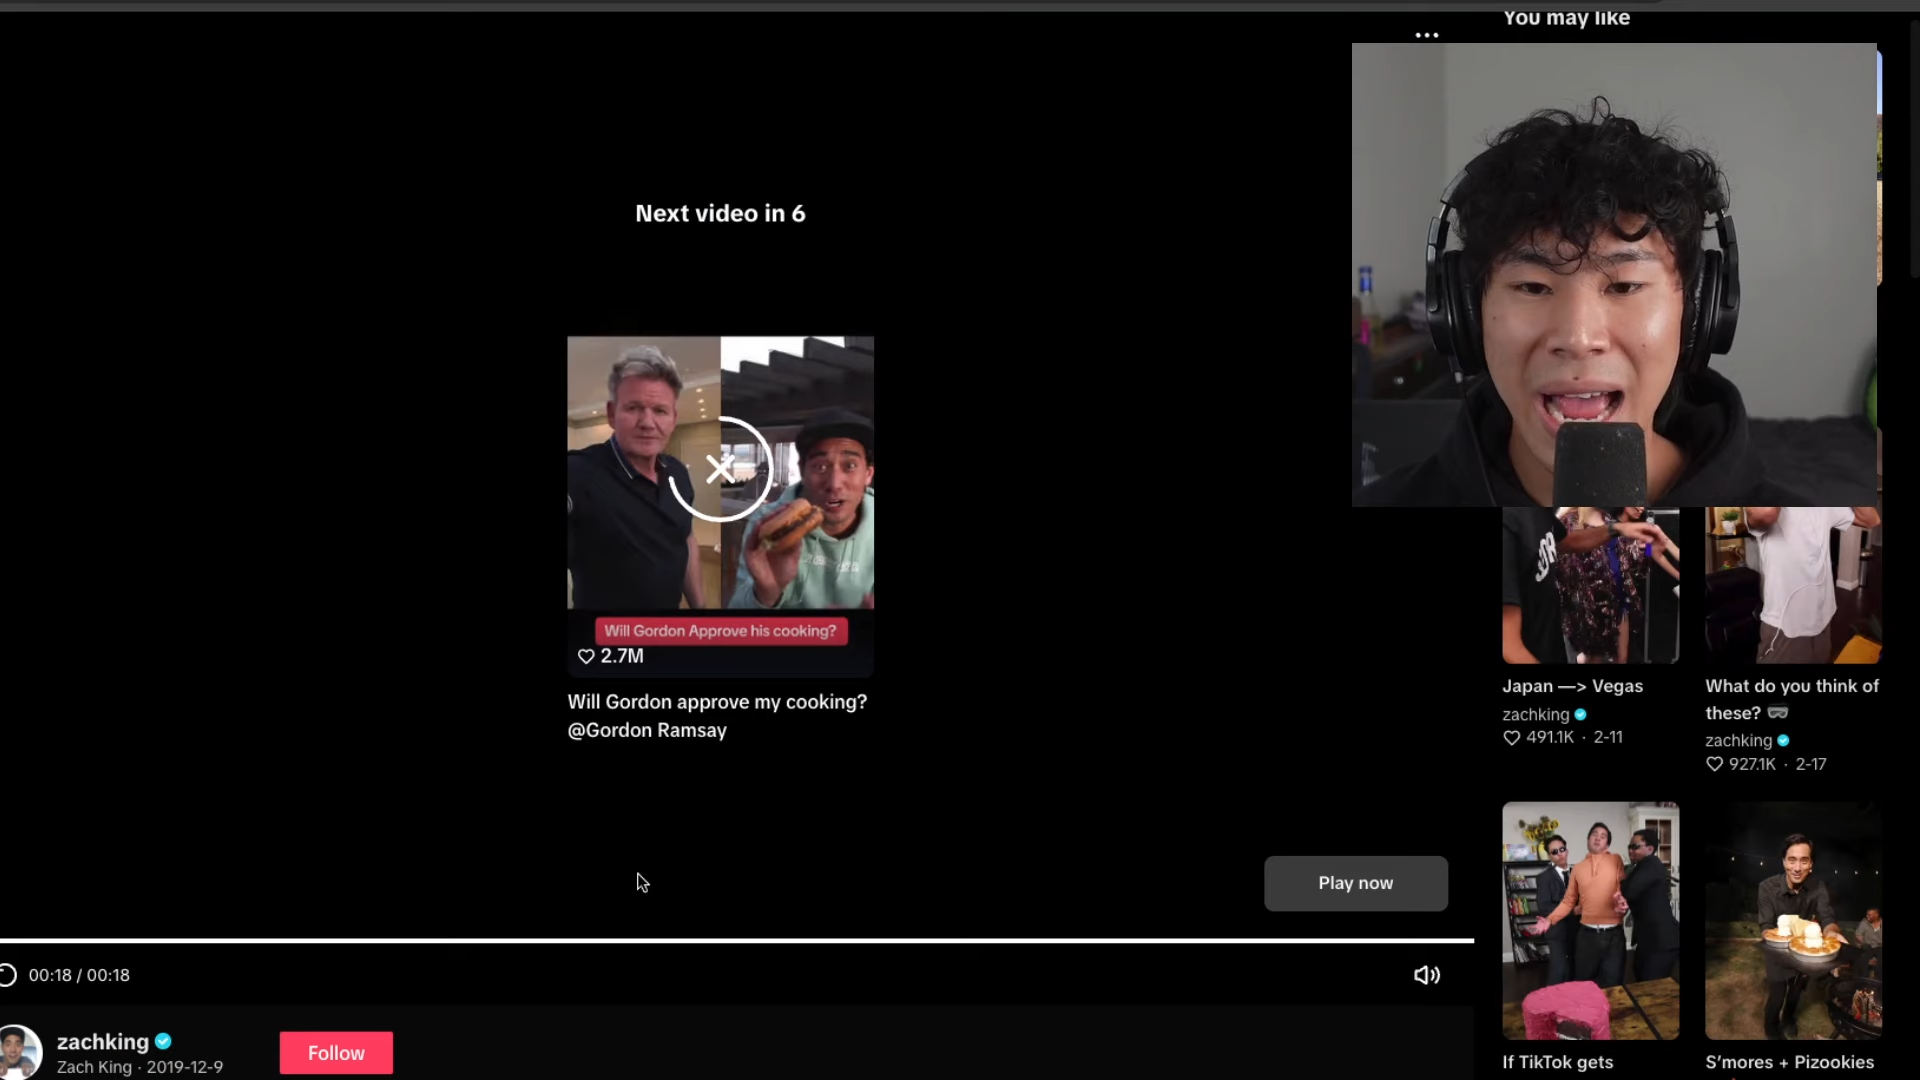 You may like
Next video in 6
Will Gordon Approve his cooking?
2.7M
Will Gordon approve my cooking?
@Gordon Ramsay
Play now
00:18 / 00:18
zachking
Zach King · 2019-12-9
Follow
Japan —> Vegas
zachking
491.1K · 2-11
What do you think of
these?
zachking
927.1K · 2-17
If TikTok gets
S'mores + Pizookies